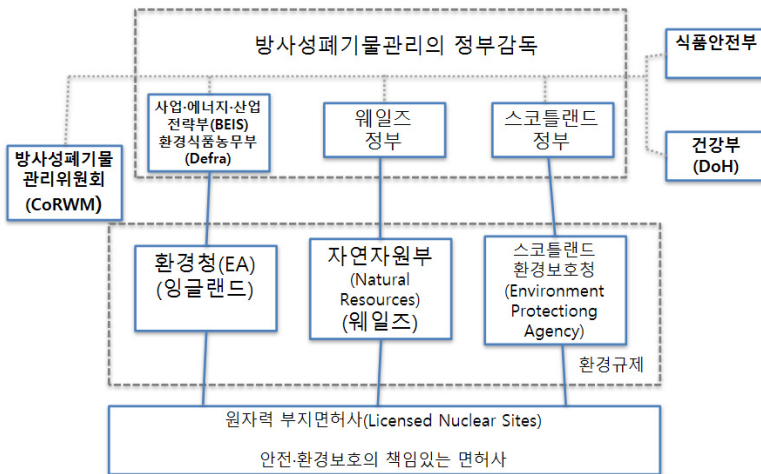 방사성폐기물관리의 정부감독
식품안전부
사업·에너지·산업
전략부(BEIS)
환경식품농무부
(Defra)
웨일즈
정부
스코틀랜드
정부
방사성폐기물
관리위원회
(CoRWM)
건강부
(DoH)
환경청(EA)
(잉글랜드)
자연자원부
(Natural
Resources)
(웨일즈)
스코틀랜드
환경보호청
(Environment
Protectiong
Agency)
환경규제
원자력 부지면허사(Licensed Nuclear Sites)
안전·환경보호의 책임있는 면허사